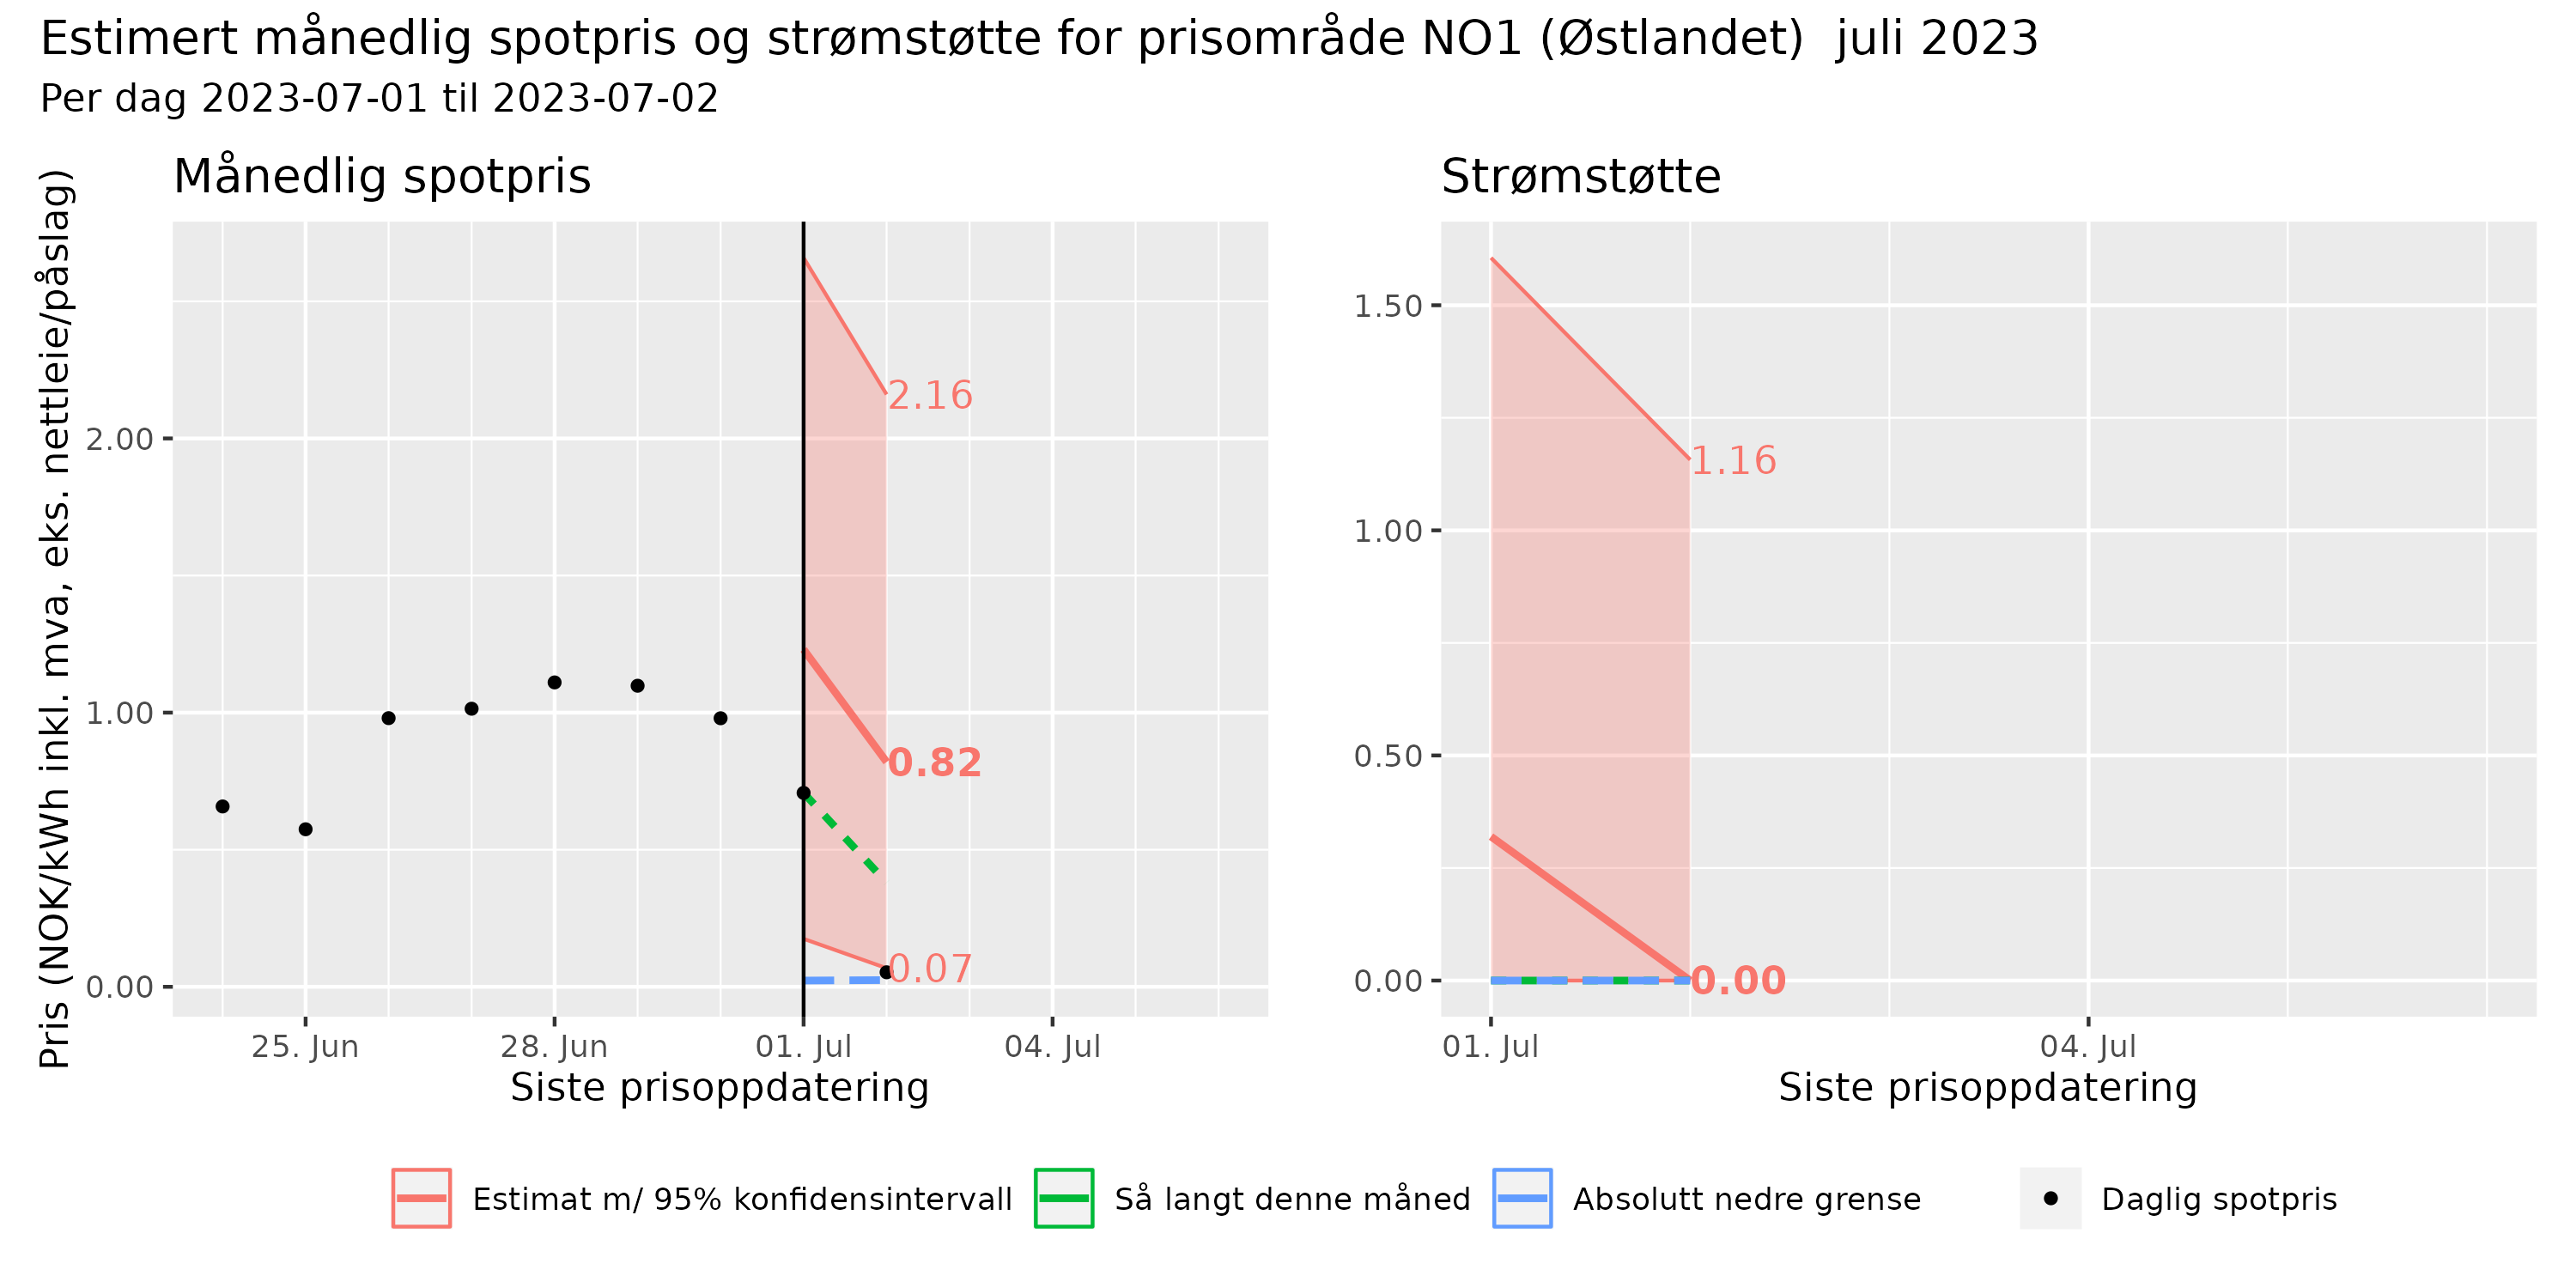 Estimert månedlig spotpris og strømstøtte for prisområde NO1 (Østlandet)  juli 2023
Per dag 2023-07-01 til 2023-07-02
Månedlig spotpris
Pris (NOK/kWh inkl. mva, eks. nettleie/påslag)
2.00
1.00
0.00
2.16
0.82
0.07
25. Jun
28. Jun
01. Jul
04. Jul
Siste prisoppdatering
Strømstøtte
1.50
1.00
0.50
0.00
1.16
0.00
01. Jul
04. Jul
Siste prisoppdatering
Estimat m/ 95% konfidensintervall
Så langt denne måned
Absolutt nedre grense
Daglig spotpris